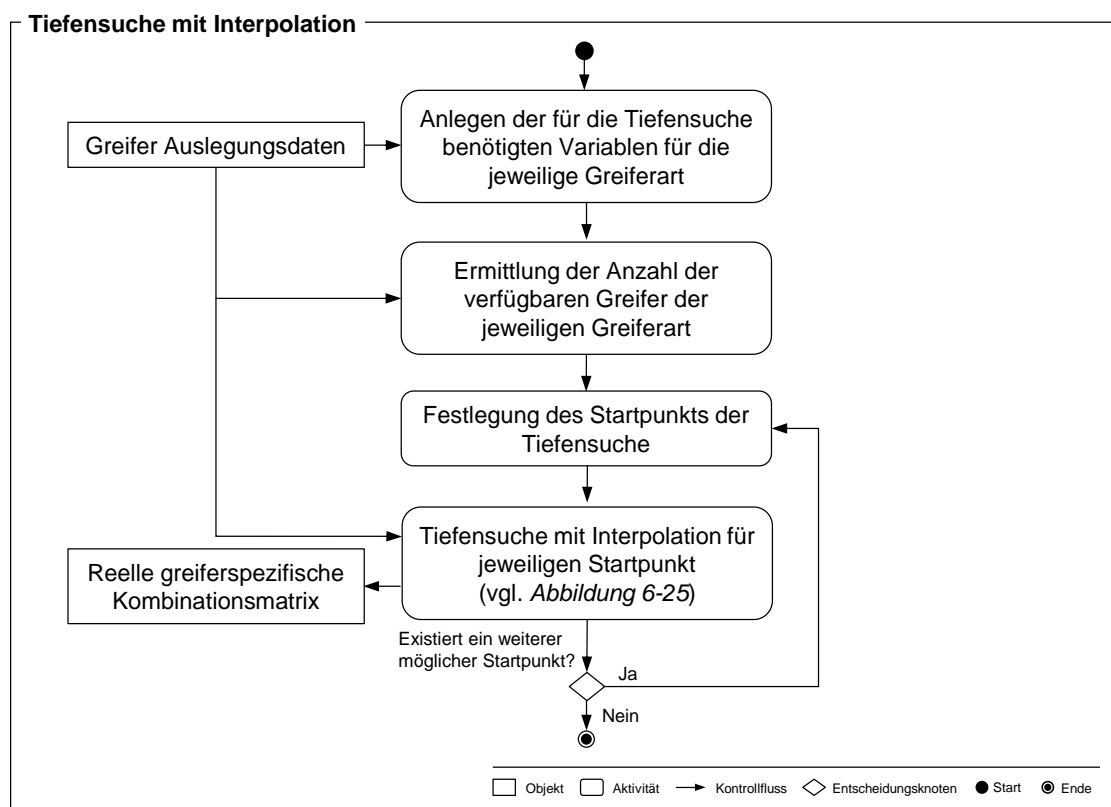 Tiefensuche mit Interpolation
Anlegen der für die Tiefensuche
benötigten Variablen für die
jeweilige Greiferart
Greifer Auslegungsdaten
Ermittlung der Anzahl der
verfügbaren Greifer der
jeweiligen Greiferart
Festlegung des Startpunkts der
Tiefensuche
Tiefensuche mit Interpolation für
jeweiligen Startpunkt
(vgl. Abbildung 6-25)
Reelle greiferspezifische
Kombinationsmatrix
Existiert ein weiterer
möglicher Startpunkt?
Ja
Nein
Objekt Aktivität Kontrollfluss Entscheidungsknoten Start Ende